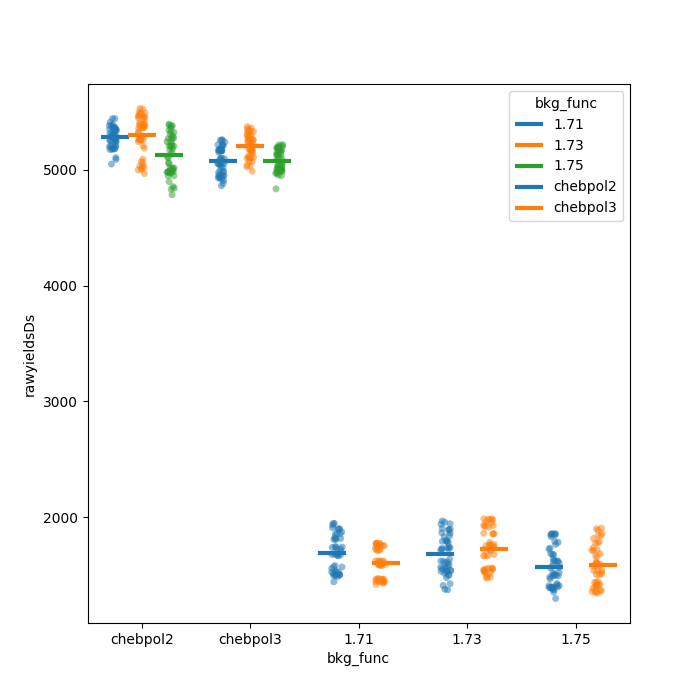 bkg_func
1.71
1.73
1.75
chebpol2
chebpol3
5000
4000
3000
2000
rawyieldsDs
chebpol2
chebpol3
1.71
1.73
1.75
bkg_func